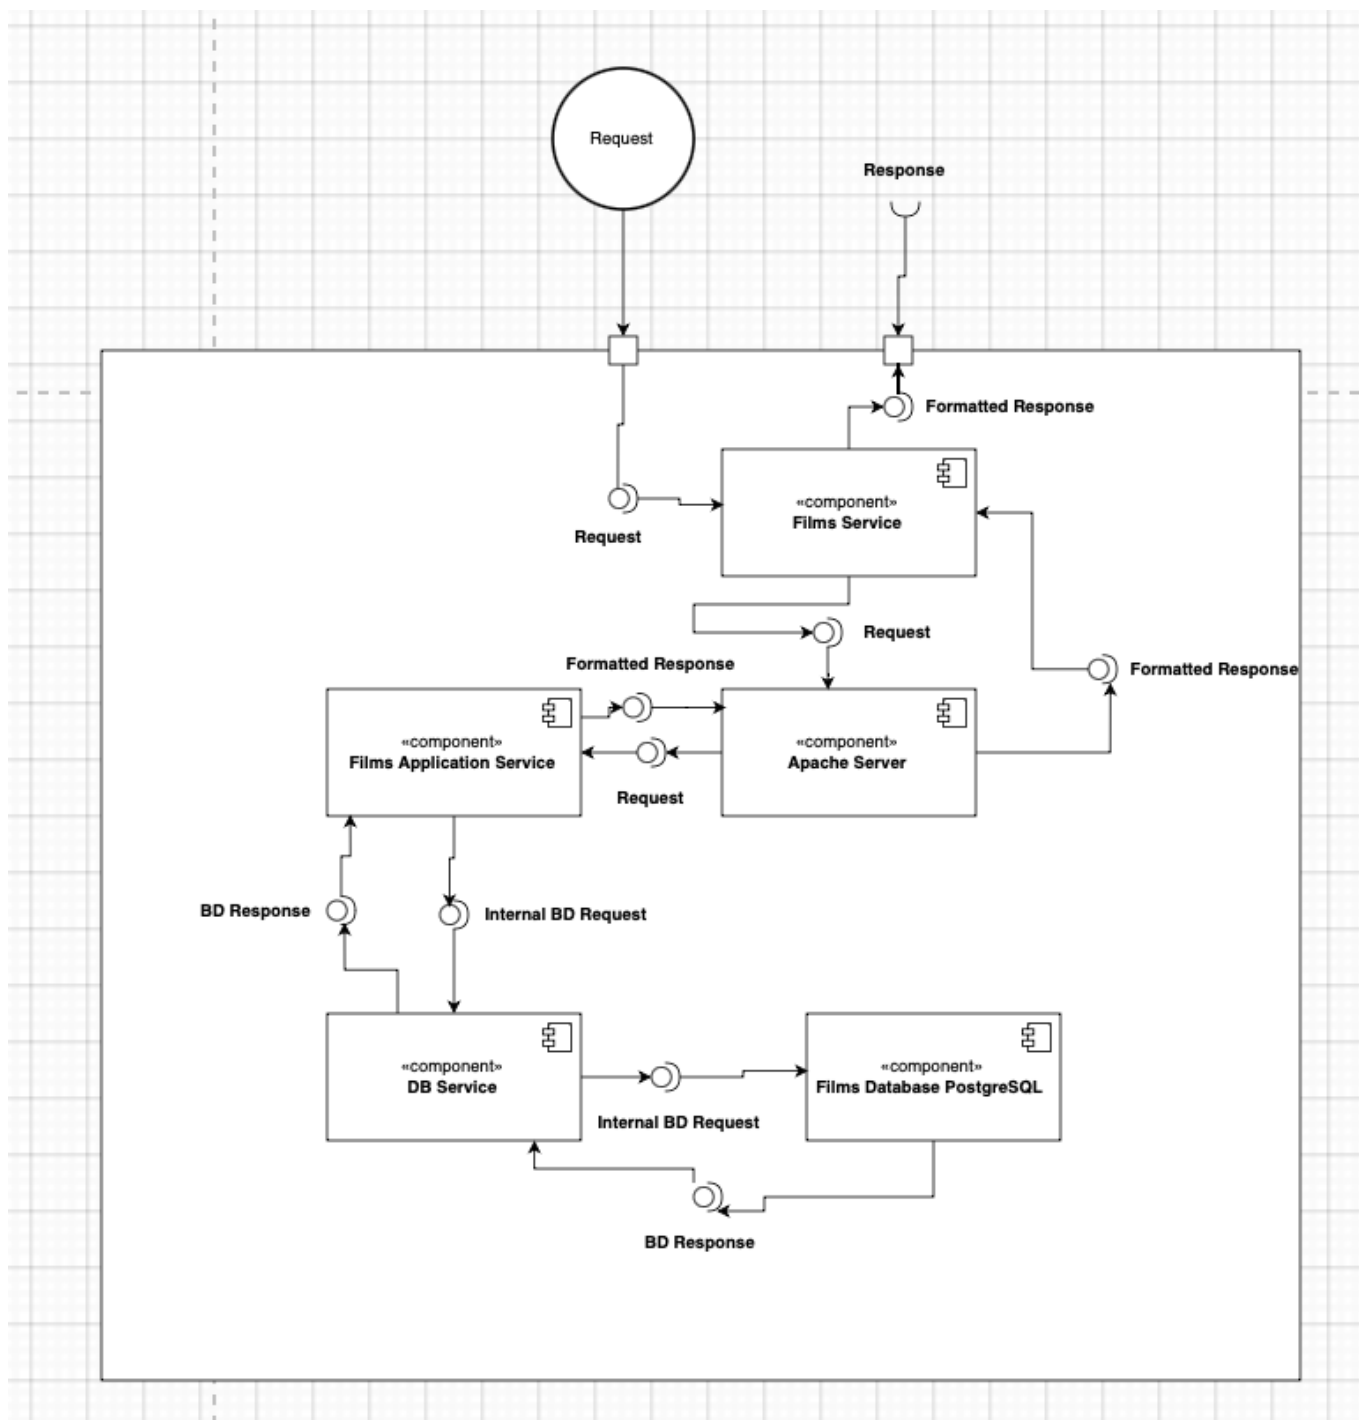 Request
Response
Formatted Response
«component»
Films Service
Request
Request
Formatted Response
Formatted Response
«component»
Films Application Service
«component»
Apache Server
Request
BD Response
Internal BD Request
«component»
DB Service
«component»
Films Database PostgreSQL
Internal BD Request
BD Response